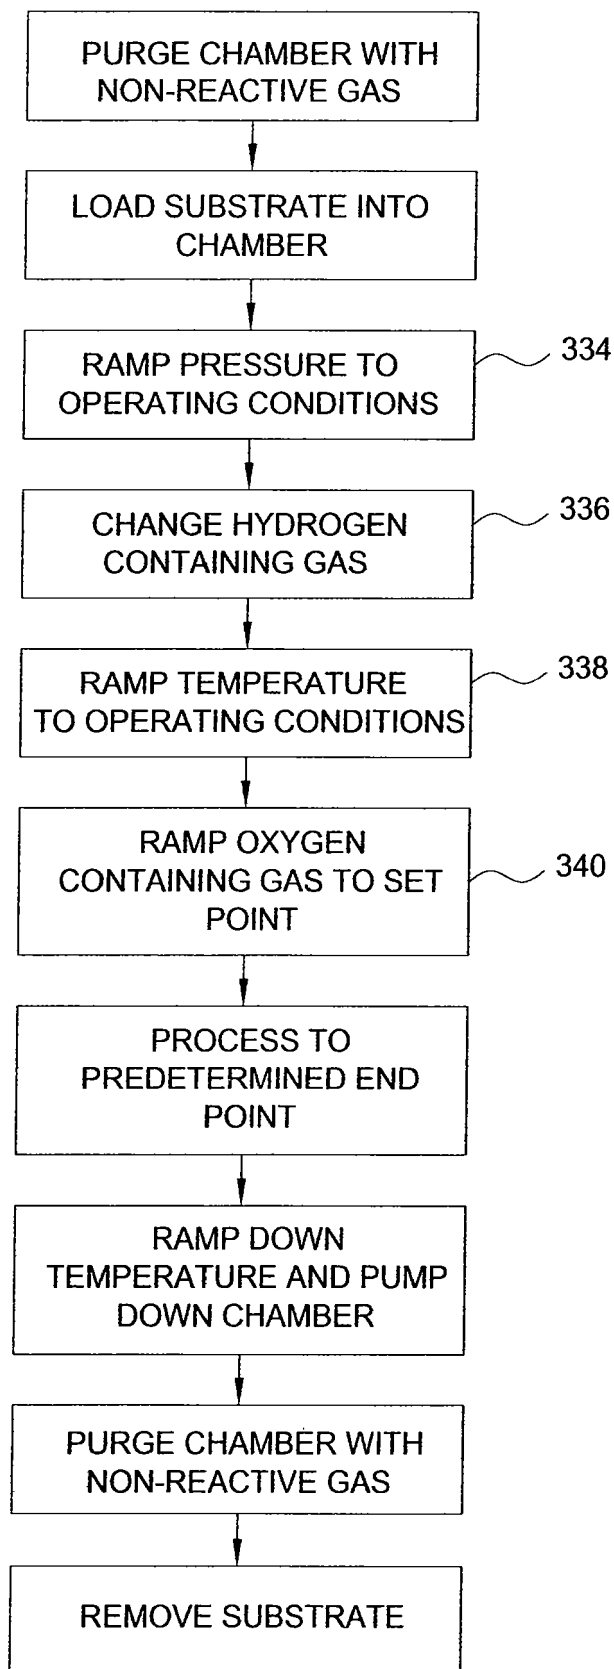 PURGE CHAMBER WITH
NON-REACTIVE GAS
LOAD SUBSTRATE INTO
CHAMBER
RAMP PRESSURE TO
OPERATING CONDITIONS
334
CHANGE HYDROGEN
CONTAINING GAS
336
RAMP TEMPERATURE
TO OPERATING CONDITIONS
338
RAMP OXYGEN
CONTAINING GAS TO SET
POINT
340
PROCESS TO
PREDETERMINED END
POINT
RAMP DOWN
TEMPERATURE AND PUMP
DOWN CHAMBER
PURGE CHAMBER WITH
NON-REACTIVE GAS
REMOVE SUBSTRATE